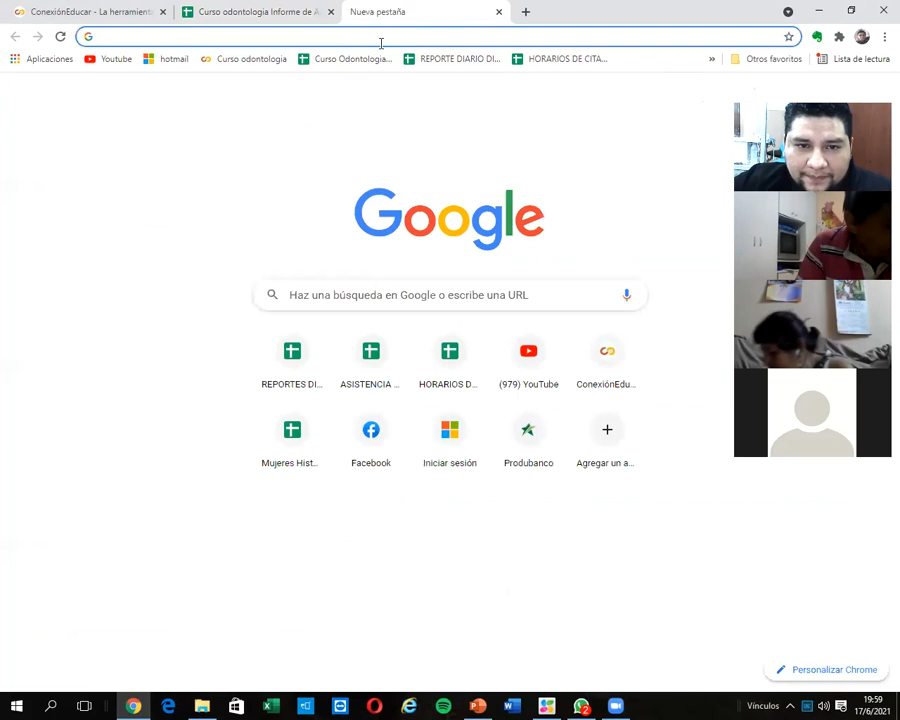 ConexiónEducar - La herramienta
Curso odontologia Informe de A
Nueva pestaña
Aplicaciones
Youtube
hotmail
Curso odontologia
Curso Odontologia...
REPORTE DIARIO DI...
HORARIOS DE CITA...
»
Otros favoritos
Lista de lectura
Google
Haz una búsqueda en Google o escribe una URL
REPORTES DI...
ASISTENCIA ...
HORARIOS D...
(979) YouTube
ConexiónEdu...
Mujeres Hist...
Facebook
Iniciar sesión
Produbanco
Agregar un a...
Personalizar Chrome
Vínculos
19:59
17/6/2021